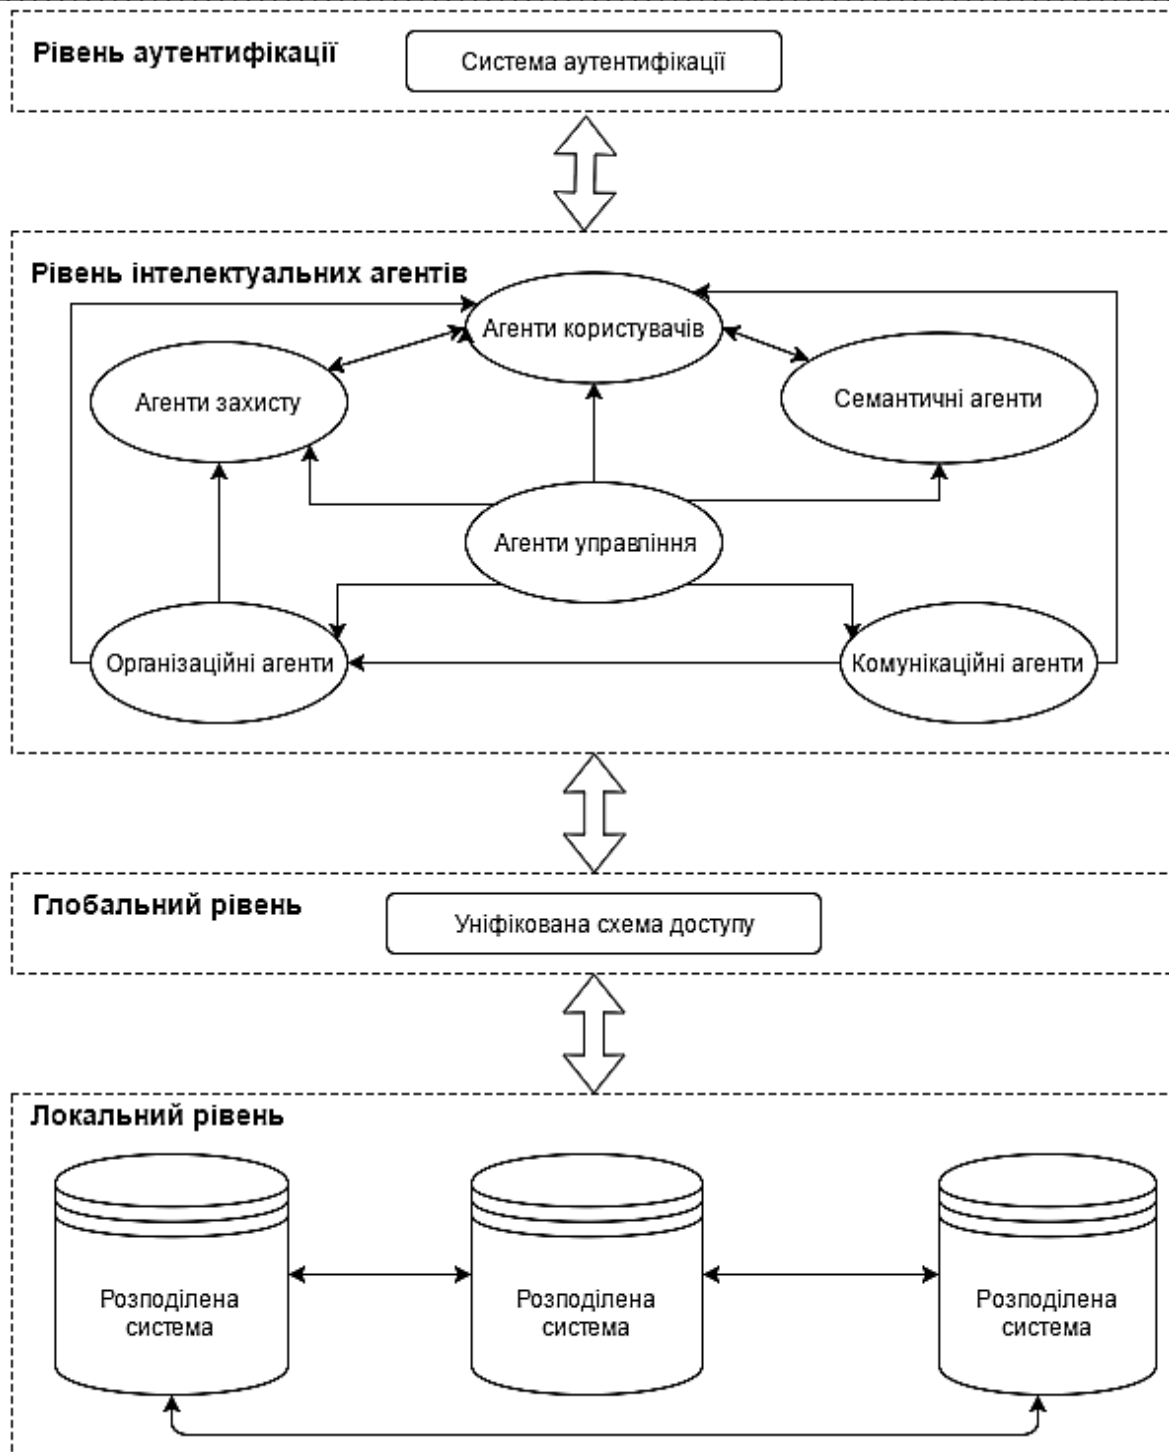 Рівень аутентифікації
Система аутентифікації
Рівень інтелектуальних агентів
Агенти користувачів
Агенти захисту
Семантичні агенти
Агенти управління
Організаційні агенти
Комунікаційні агенти
Глобальний рівень
Уніфікована схема доступу
Локальний рівень
Розподілена
система
Розподілена
система
Розподілена
система